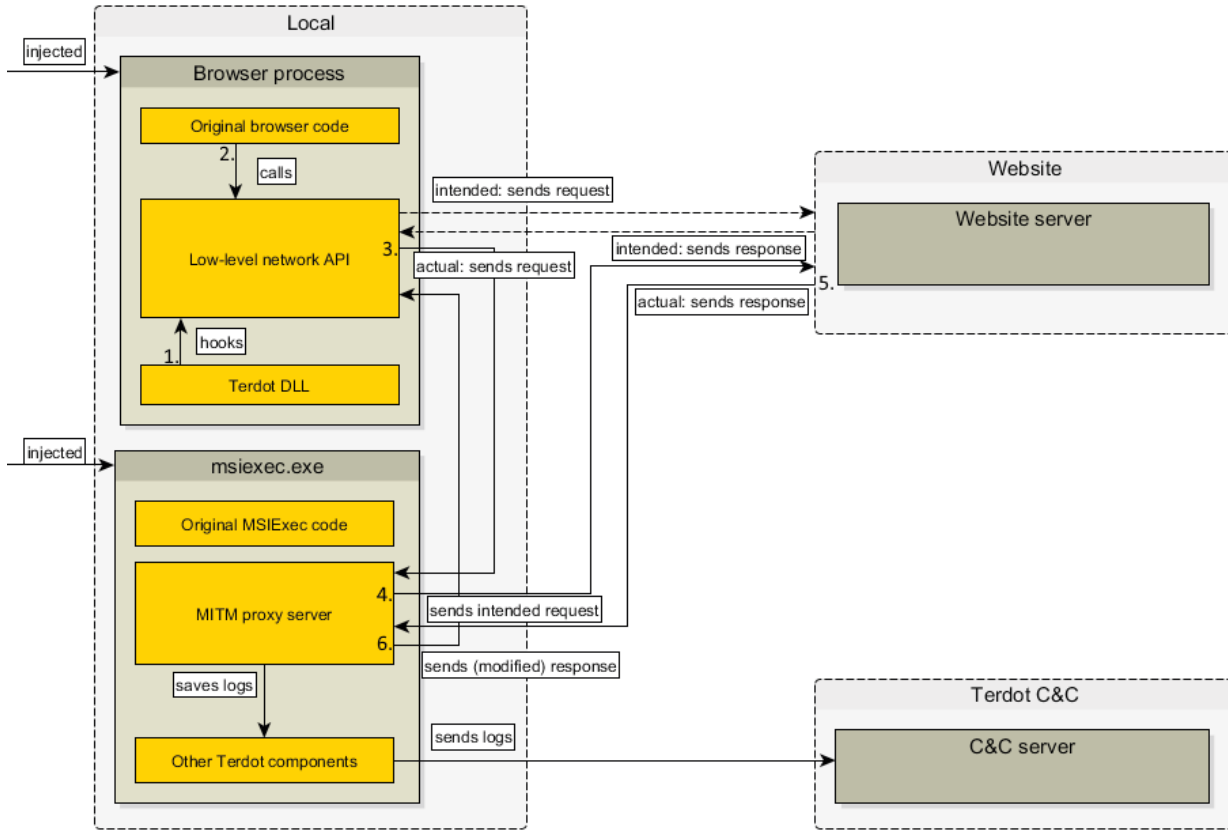 Local
injected
Browser process
Original browser code
2.
calls
Website
intended: sends request
Website server
3.
Low-level network API
intended: sends response
actual: sends request
5.
actual: sends response
hooks
1.
Terdot DLL
injected
msiexec.exe
Original MSIExec code
4.
MITM proxy server
sends intended request
6.
sends (modified) response
saves logs
Terdot C&C
sends logs
C&C server
Other Terdot components